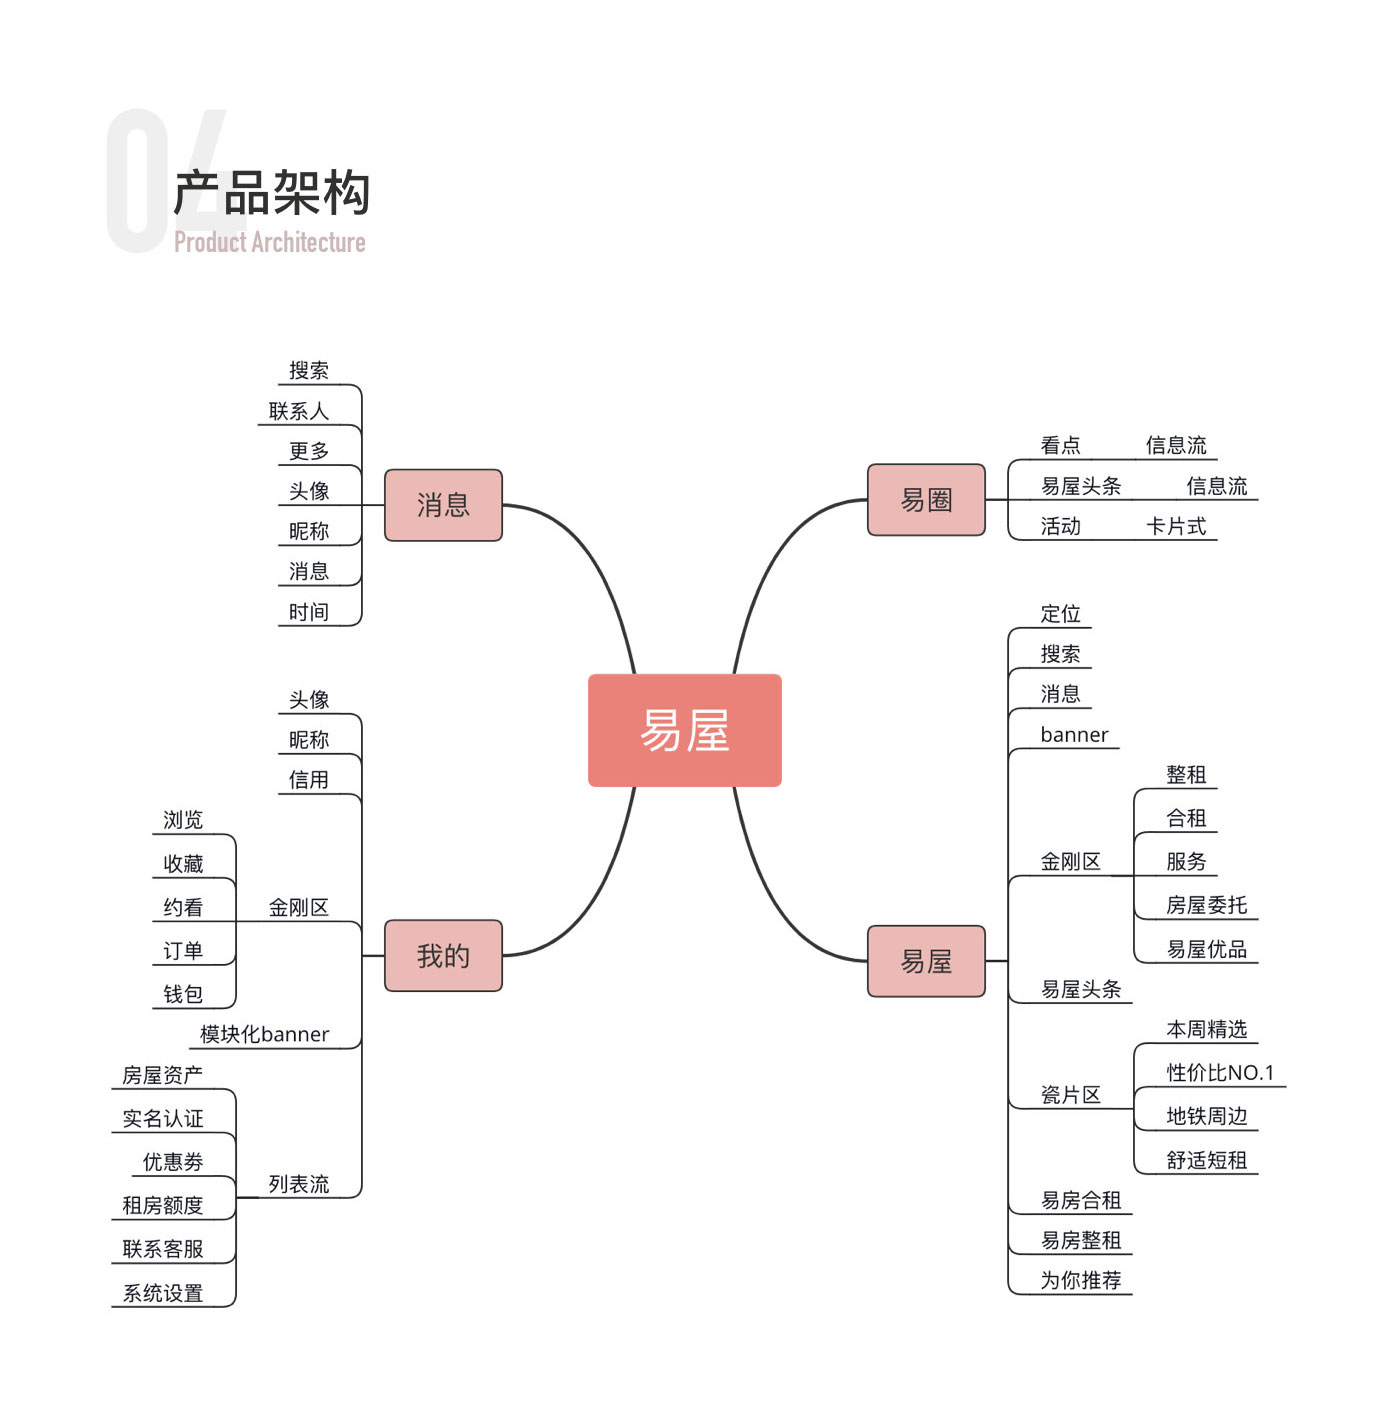 04
产品架构
Product Architecture
易屋
消息
搜索
联系人
更多
头像
昵称
消息
时间
易圈
看点
信息流
易屋头条
信息流
活动
卡片式
我的
头像
昵称
信用
金刚区
浏览
收藏
约看
订单
钱包
模块化banner
列表流
房屋资产
实名认证
优惠券
租房额度
联系客服
系统设置
易屋
定位
搜索
消息
banner
金刚区
整租
合租
服务
房屋委托
易屋优品
易屋头条
瓷片区
本周精选
性价比NO.1
地铁周边
舒适短租
易房合租
易房整租
为你推荐